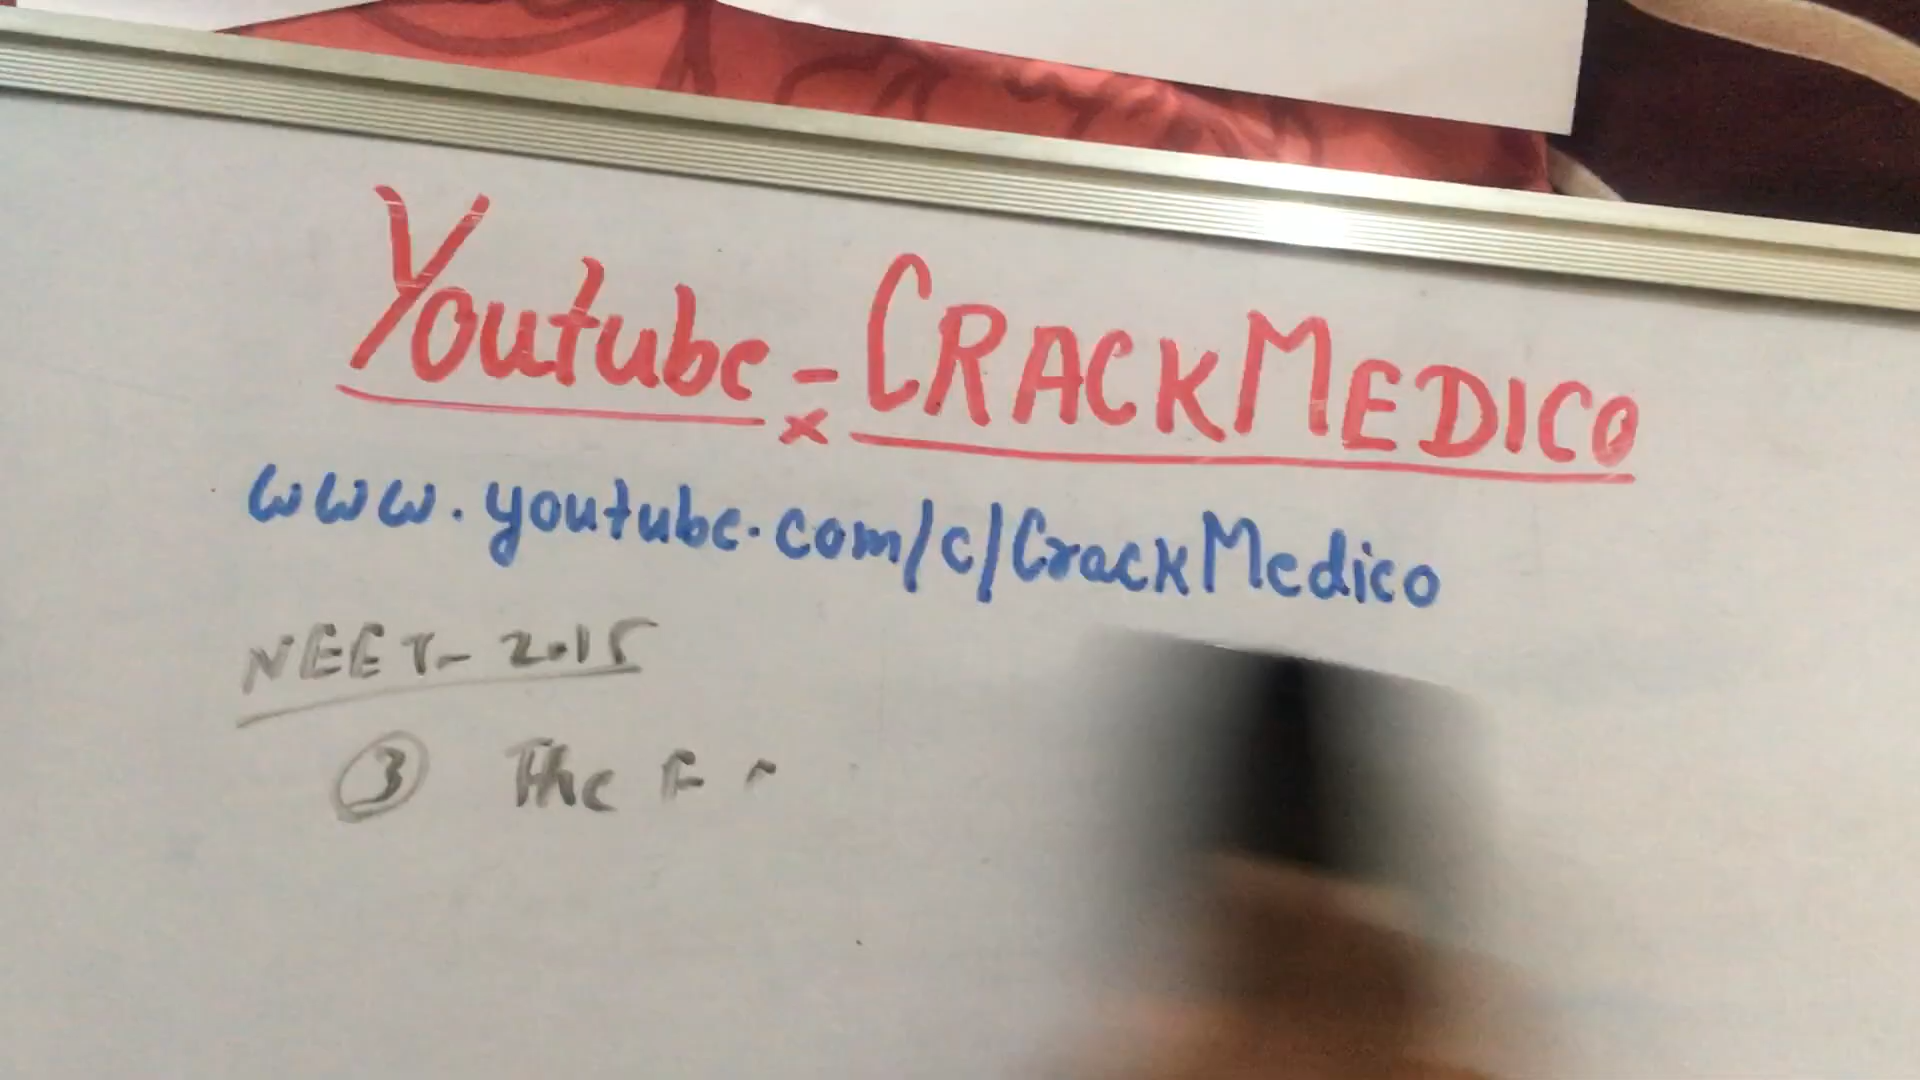 Youtube - CRACKMEDICO
www.youtube.com/c/CrackMedico
NEET- 2015
③ The F